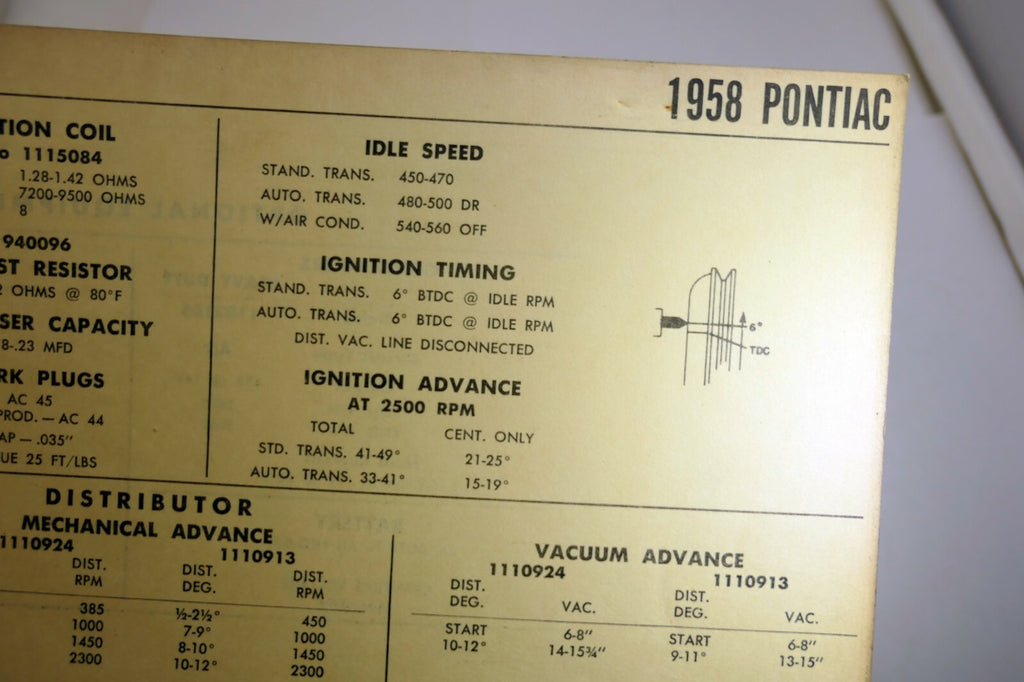 1958 PONTIAC
TION COIL
o 1115084
1.28-1.42 OHMS
7200-9500 OHMS
8
940096
ST RESISTOR
2 OHMS @ 80°F
SER CAPACITY
8-.23 MFD
RK PLUGS
AC 45
PROD. — AC 44
AP — .035"
UE 25 FT/LBS
IDLE SPEED
STAND. TRANS. 450-470
AUTO. TRANS. 480-500 DR
W/AIR COND. 540-560 OFF
IGNITION TIMING
STAND. TRANS. 6° BTDC @ IDLE RPM
AUTO. TRANS. 6° BTDC @ IDLE RPM
DIST. VAC. LINE DISCONNECTED
IGNITION ADVANCE
AT 2500 RPM
TOTAL CENT. ONLY
STD. TRANS. 41-49° 21-25°
AUTO. TRANS. 33-41° 15-19°
6°
TDC
DISTRIBUTOR
MECHANICAL ADVANCE
1110924 1110913
DIST. RPM DIST. DEG. DIST. RPM
385 ½-2½° 450
1000 7-9° 1000
1450 8-10° 1450
2300 10-12° 2300
VACUUM ADVANCE
1110924 1110913
DIST. DEG. VAC. DIST. DEG. VAC.
START 6-8" START 6-8"
10-12° 14-15¾" 9-11° 13-15"